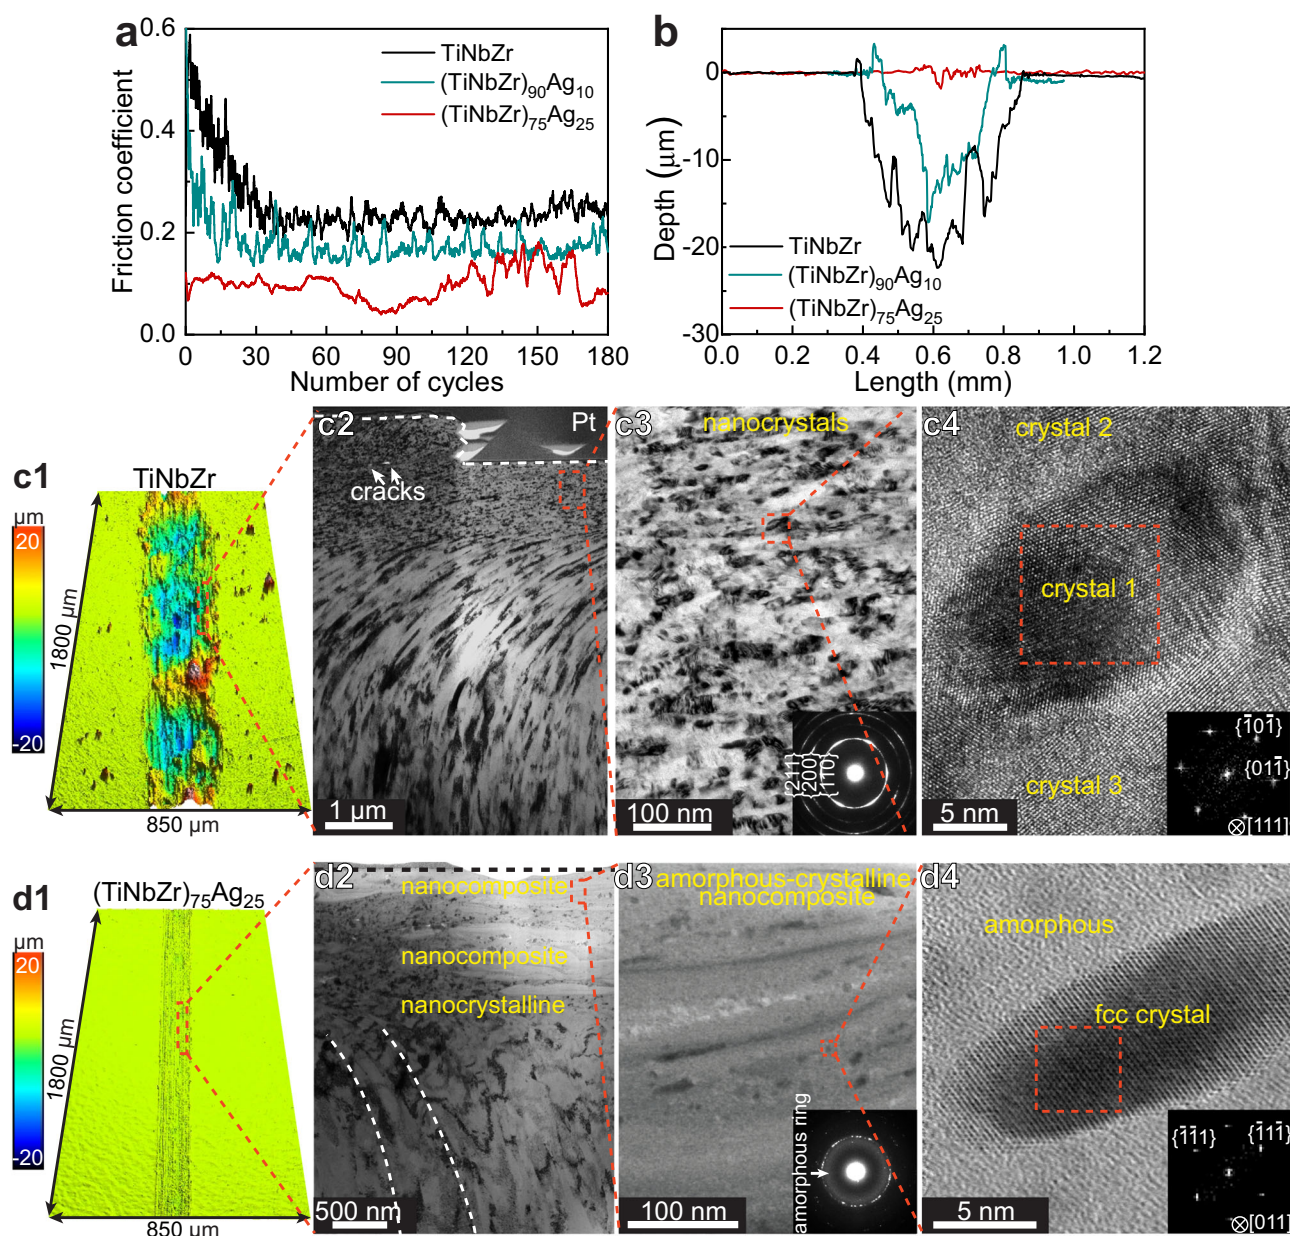 a
0.6
0.4
0.2
0.0
Friction coefficient
TiNbZr
(TiNbZr)₉₀Ag₁₀
(TiNbZr)₇₅Ag₂₅
0 30 60 90 120 150 180
Number of cycles
b
0
-10
-20
-30
Depth (μm)
TiNbZr
(TiNbZr)₉₀Ag₁₀
(TiNbZr)₇₅Ag₂₅
0.0 0.2 0.4 0.6 0.8 1.0 1.2
Length (mm)
c1
TiNbZr
μm
20
-20
1800 μm
850 μm
c2
Pt
cracks
1 μm
c3
nanocrystals
{211}
{200}
{1̄10}
100 nm
c4
crystal 2
crystal 1
crystal 3
5 nm
{1̄01̄}
{011̄}
⊗[111]
d1
(TiNbZr)₇₅Ag₂₅
μm
20
-20
1800 μm
850 μm
d2
nanocomposite
nanocomposite
nanocrystalline
500 nm
d3
amorphous-crystalline
nanocomposite
amorphous ring
100 nm
d4
amorphous
fcc crystal
5 nm
{1̄1̄1}
{1̄11̄}
⊗[011]